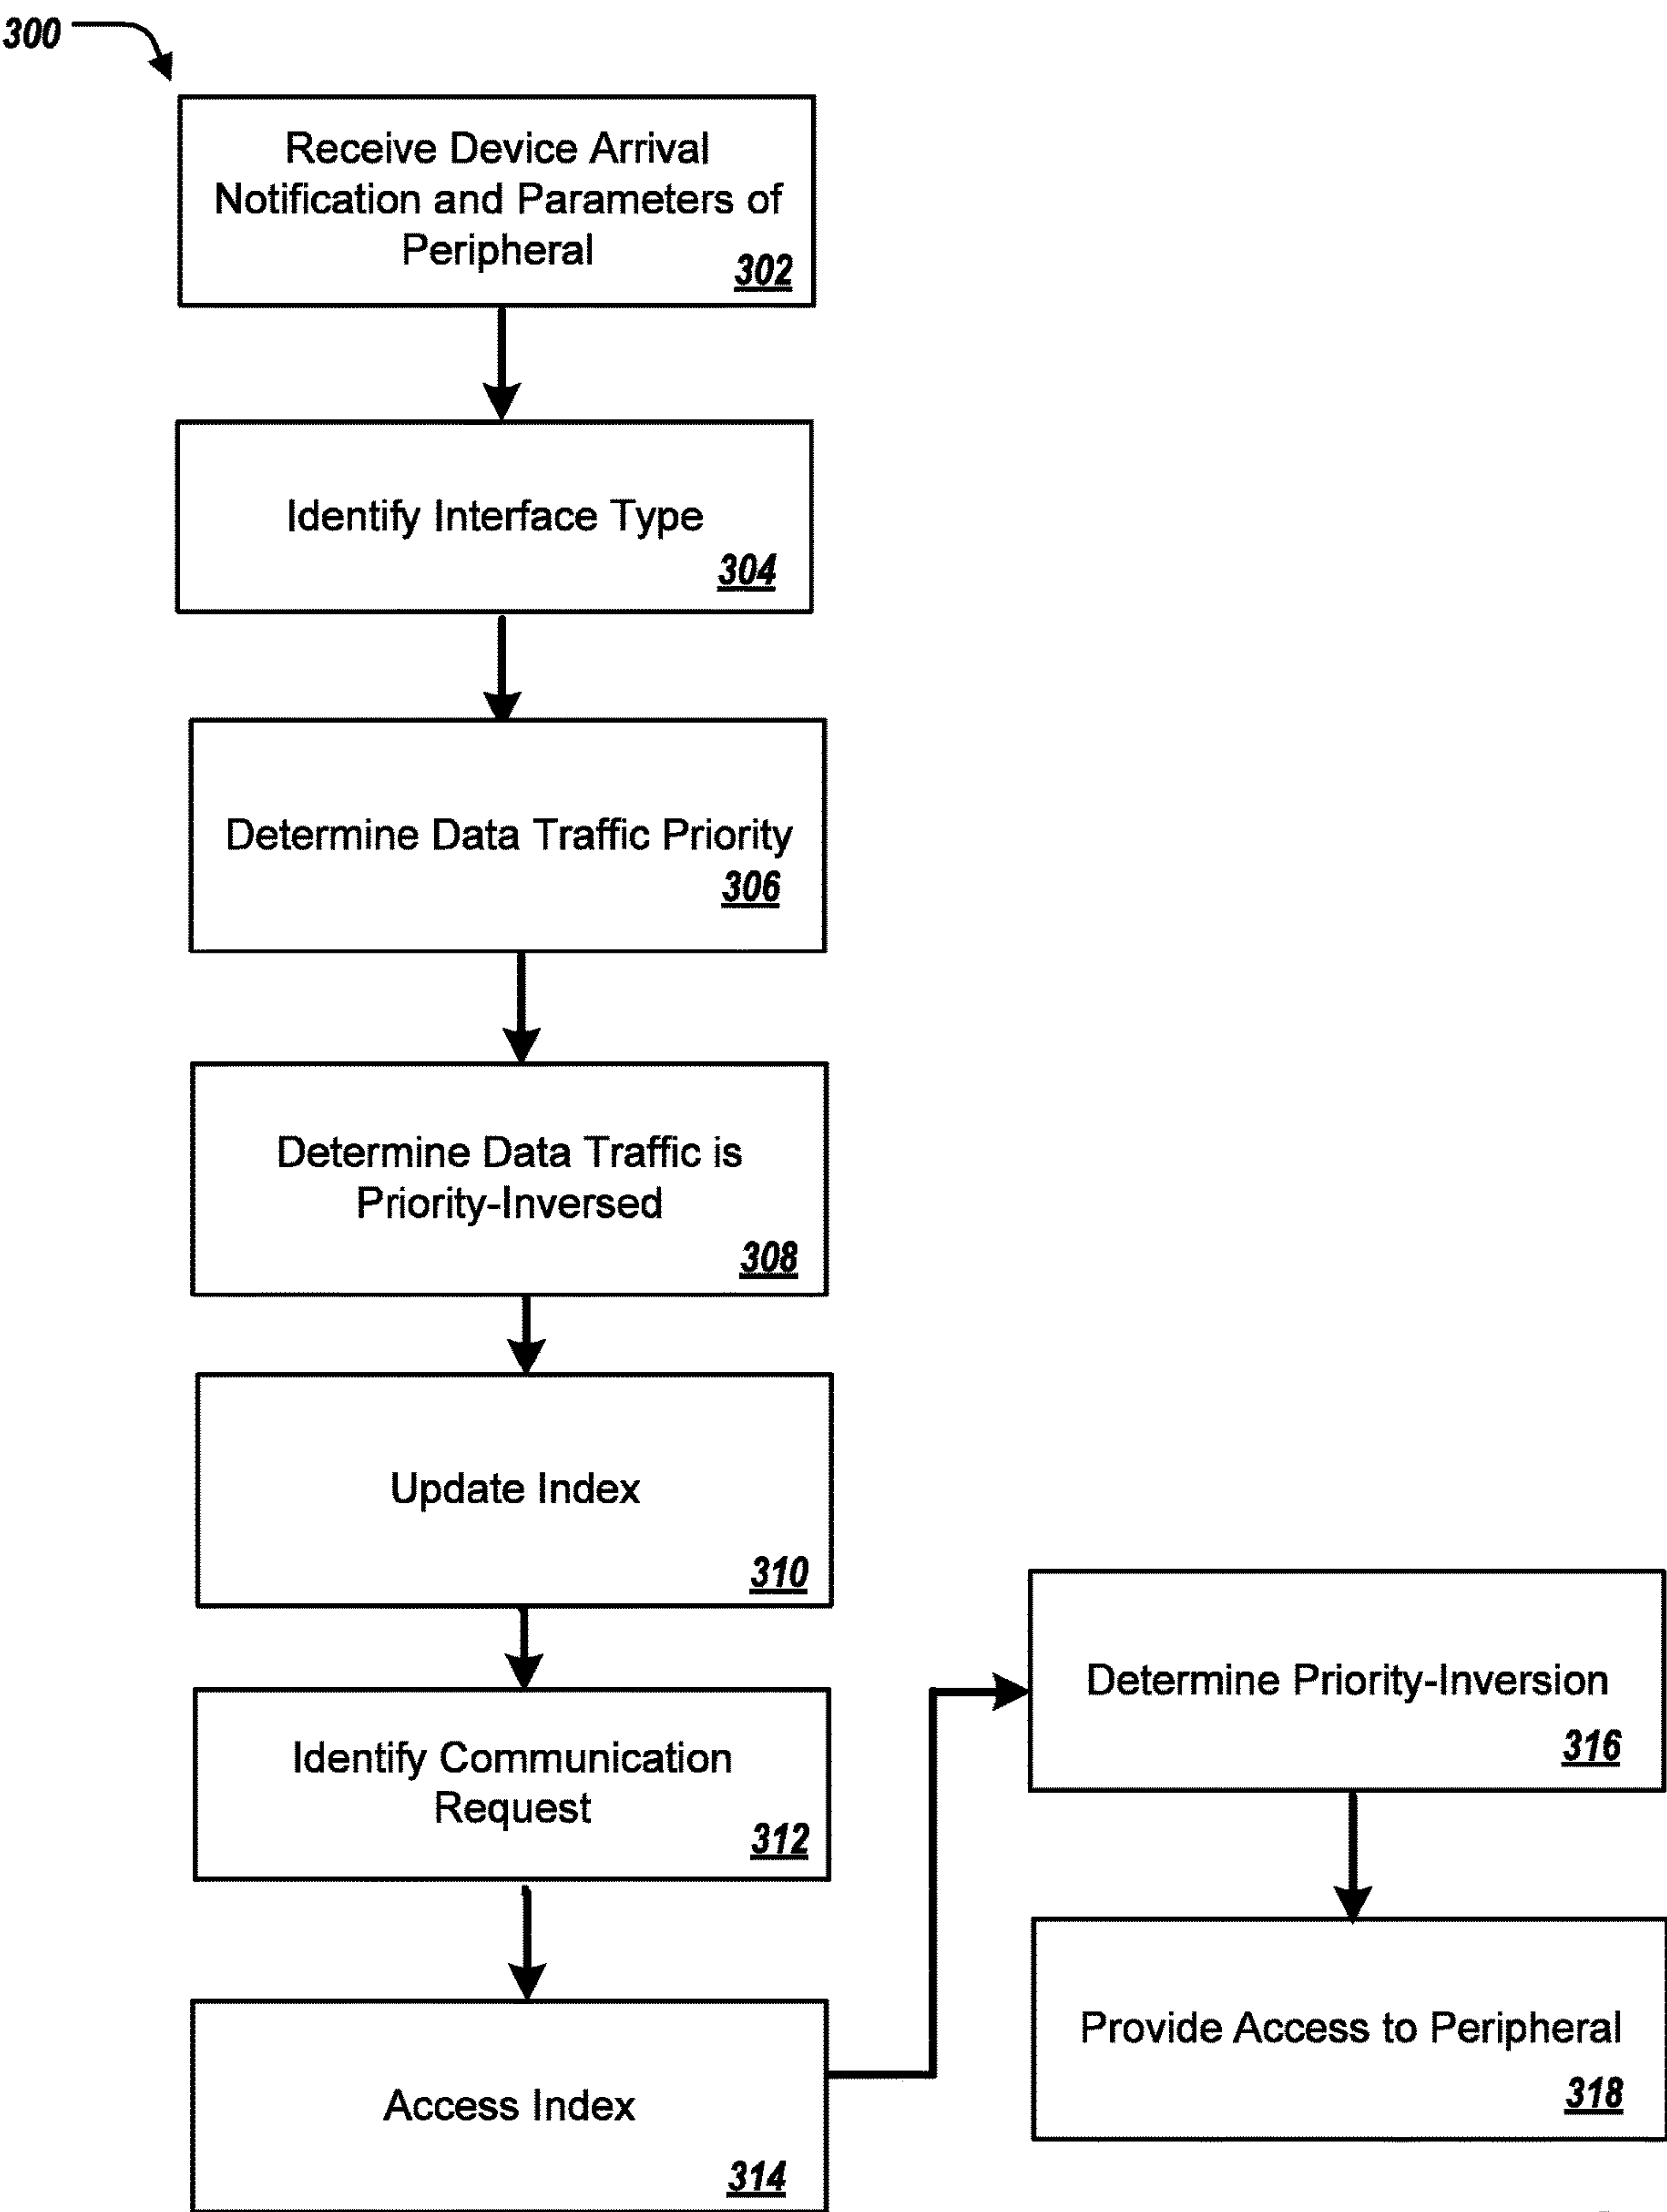 300
Receive Device Arrival
Notification and Parameters of
Peripheral
302
Identify Interface Type
304
Determine Data Traffic Priority
306
Determine Data Traffic is
Priority-Inversed
308
Update Index
310
Identify Communication
Request
312
Access Index
314
Determine Priority-Inversion
316
Provide Access to Peripheral
318